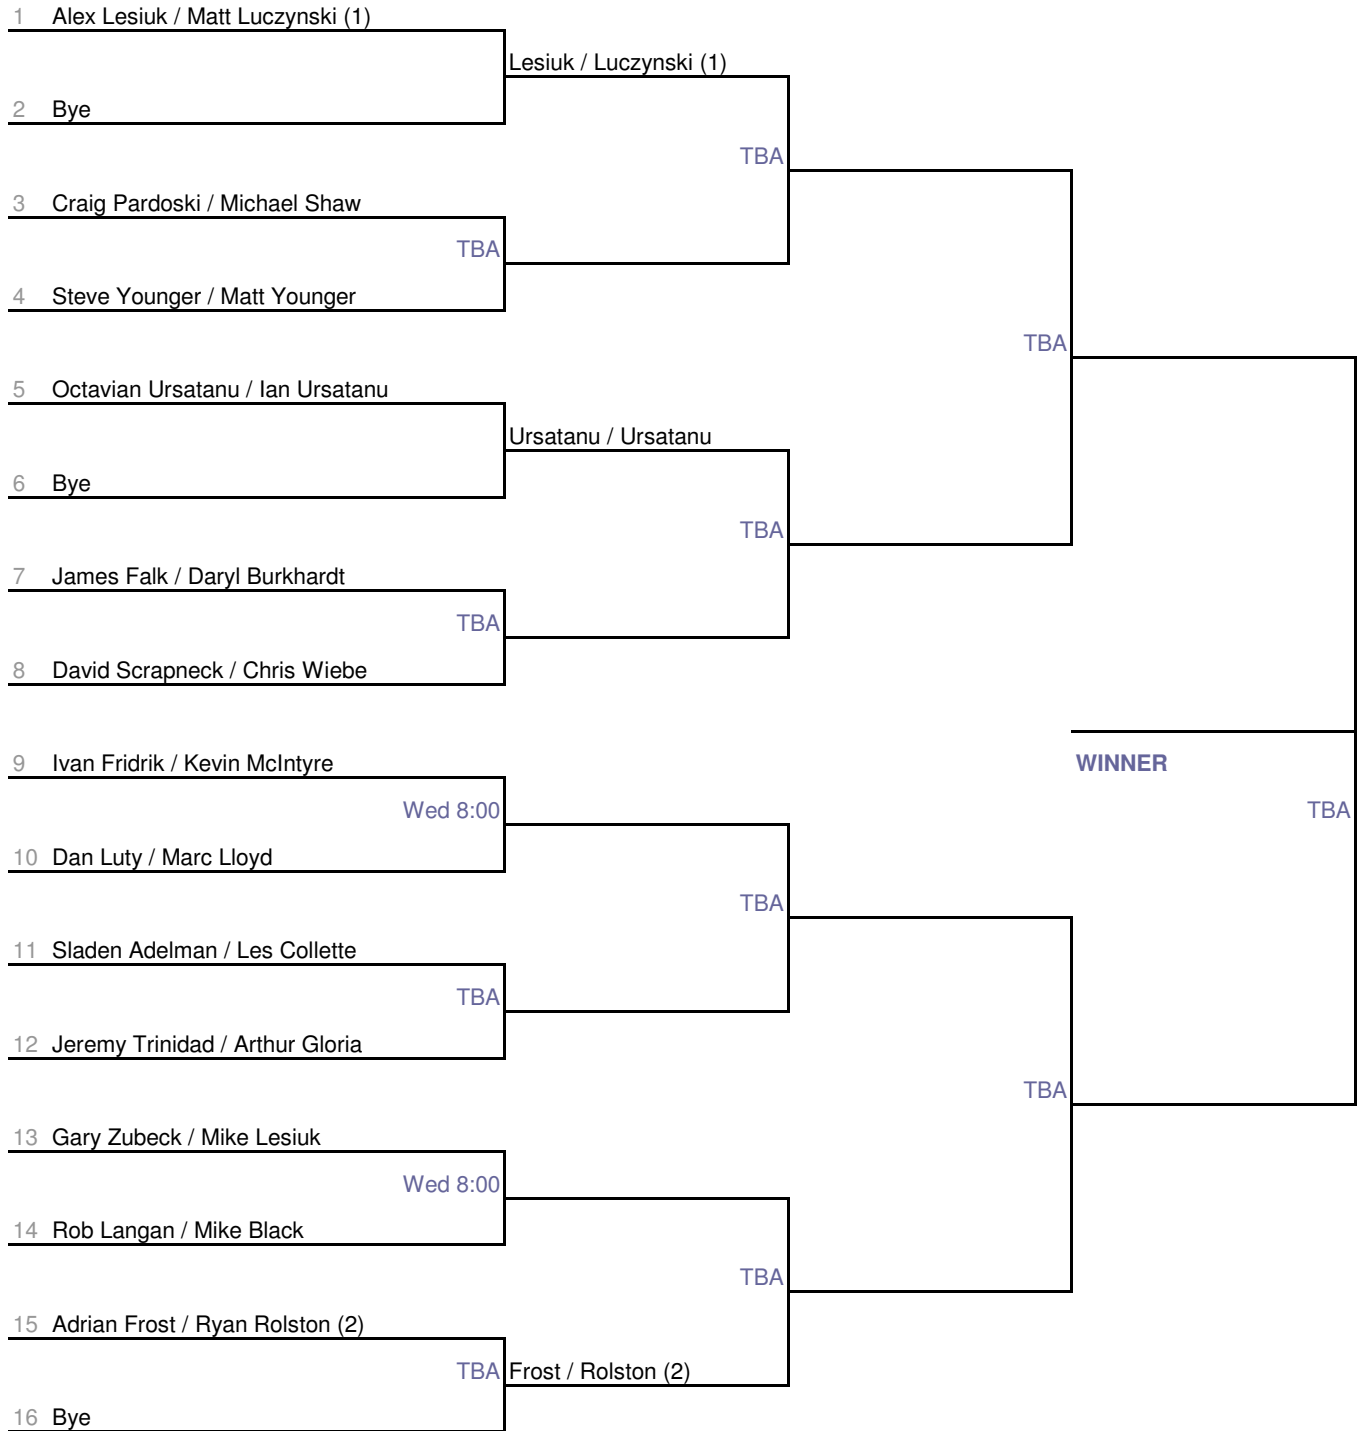 1 Alex Lesiuk / Matt Luczynski (1)
Lesiuk / Luczynski (1)
2 Bye
TBA
3 Craig Pardoski / Michael Shaw
TBA
4 Steve Younger / Matt Younger
TBA
5 Octavian Ursatanu / Ian Ursatanu
Ursatanu / Ursatanu
6 Bye
TBA
7 James Falk / Daryl Burkhardt
TBA
8 David Scrapneck / Chris Wiebe
9 Ivan Fridrik / Kevin McIntyre
WINNER
Wed 8:00
TBA
10 Dan Luty / Marc Lloyd
TBA
11 Sladen Adelman / Les Collette
TBA
12 Jeremy Trinidad / Arthur Gloria
TBA
13 Gary Zubeck / Mike Lesiuk
Wed 8:00
14 Rob Langan / Mike Black
TBA
15 Adrian Frost / Ryan Rolston (2)
TBA Frost / Rolston (2)
16 Bye